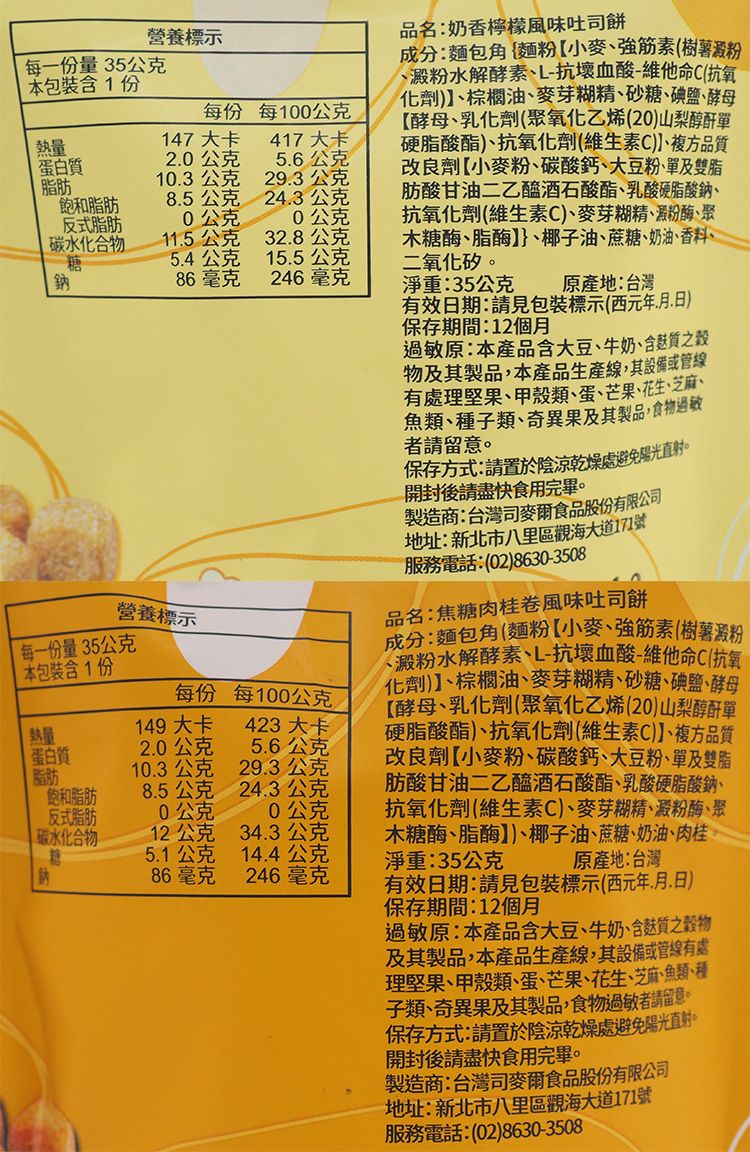 營養標示
每一份量 35公克
本包裝含 1 份
每份 每100公克
熱量 147 大卡 417 大卡
蛋白質 2.0 公克 5.6 公克
脂肪 10.3 公克 29.3 公克
飽和脂肪 8.5 公克 24.3 公克
反式脂肪 0 公克 0 公克
碳水化合物 11.5 公克 32.8 公克
糖 5.4 公克 15.5 公克
鈉 86 毫克 246 毫克
品名:奶香檸檬風味吐司餅
成分:麵包角{麵粉【小麥、強筋素(樹薯澱粉
、澱粉水解酵素、L-抗壞血酸-維他命C(抗氧
化劑)】、棕櫚油、麥芽糊精、砂糖、碘鹽、酵母
【酵母、乳化劑(聚氧化乙烯(20)山梨醇酐單
硬脂酸酯)、抗氧化劑(維生素C)】、複方品質
改良劑【小麥粉、碳酸鈣、大豆粉、單及雙脂
肪酸甘油二乙醯酒石酸酯、乳酸硬脂酸鈉、
抗氧化劑(維生素C)、麥芽糊精、澱粉酶、聚
木糖酶、脂酶】}、椰子油、蔗糖、奶油、香料、
二氧化矽。
淨重:35公克 原產地:台灣
有效日期:請見包裝標示(西元年.月.日)
保存期間:12個月
過敏原:本產品含大豆、牛奶、含麩質之穀
物及其製品,本產品生產線,其設備或管線
有處理堅果、甲殼類、蛋、芒果、花生、芝麻、
魚類、種子類、奇異果及其製品,食物過敏
者請留意。
保存方式:請置於陰涼乾燥處避免陽光直射。
開封後請盡快食用完畢。
製造商:台灣司麥爾食品股份有限公司
地址:新北市八里區觀海大道171號
服務電話:(02)8630-3508
營養標示
每一份量 35公克
本包裝含 1 份
每份 每100公克
熱量 149 大卡 423 大卡
蛋白質 2.0 公克 5.6 公克
脂肪 10.3 公克 29.3 公克
飽和脂肪 8.5 公克 24.3 公克
反式脂肪 0 公克 0 公克
碳水化合物 12 公克 34.3 公克
糖 5.1 公克 14.4 公克
鈉 86 毫克 246 毫克
品名:焦糖肉桂卷風味吐司餅
成分:麵包角(麵粉【小麥、強筋素(樹薯澱粉
、澱粉水解酵素、L-抗壞血酸-維他命C(抗氧
化劑)】、棕櫚油、麥芽糊精、砂糖、碘鹽、酵母
【酵母、乳化劑(聚氧化乙烯(20)山梨醇酐單
硬脂酸酯)、抗氧化劑(維生素C)】、複方品質
改良劑【小麥粉、碳酸鈣、大豆粉、單及雙脂
肪酸甘油二乙醯酒石酸酯、乳酸硬脂酸鈉、
抗氧化劑(維生素C)、麥芽糊精、澱粉酶、聚
木糖酶、脂酶】)、椰子油、蔗糖、奶油、肉桂。
淨重:35公克 原產地:台灣
有效日期:請見包裝標示(西元年.月.日)
保存期間:12個月
過敏原:本產品含大豆、牛奶、含麩質之穀物
及其製品,本產品生產線,其設備或管線有處
理堅果、甲殼類、蛋、芒果、花生、芝麻、魚類、種
子類、奇異果及其製品,食物過敏者請留意。
保存方式:請置於陰涼乾燥處避免陽光直射。
開封後請盡快食用完畢。
製造商:台灣司麥爾食品股份有限公司
地址:新北市八里區觀海大道171號
服務電話:(02)8630-3508